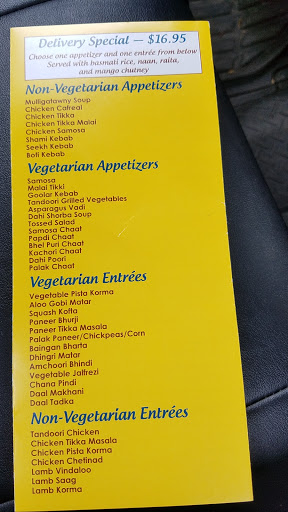 Delivery Special — $16.95
Choose one appetizer and one entrée from below
Served with basmati rice, naan, raita,
and mango chutney
Non-Vegetarian Appetizers
Mulligatawny Soup
Chicken Cafreal
Chicken Tikka
Chicken Tikka Malai
Chicken Samosa
Shami Kebab
Seekh Kebab
Boti Kebab
Vegetarian Appetizers
Samosa
Malai Tikki
Goolar Kebab
Tandoori Grilled Vegetables
Asparagus Vadi
Dahi Shorba Soup
Tossed Salad
Samosa Chaat
Papdi Chaat
Bhel Puri Chaat
Kachori Chaat
Dahi Poori
Palak Chaat
Vegetarian Entrées
Vegetable Pista Korma
Aloo Gobi Matar
Squash Kofta
Paneer Bhurji
Paneer Tikka Masala
Palak Paneer/Chickpeas/Corn
Baingan Bharta
Dhingri Matar
Amchoori Bhindi
Vegetable Jalfrezi
Chana Pindi
Daal Makhani
Daal Tadka
Non-Vegetarian Entrées
Tandoori Chicken
Chicken Tikka Masala
Chicken Pista Korma
Chicken Chetinad
Lamb Vindaloo
Lamb Saag
Lamb Korma